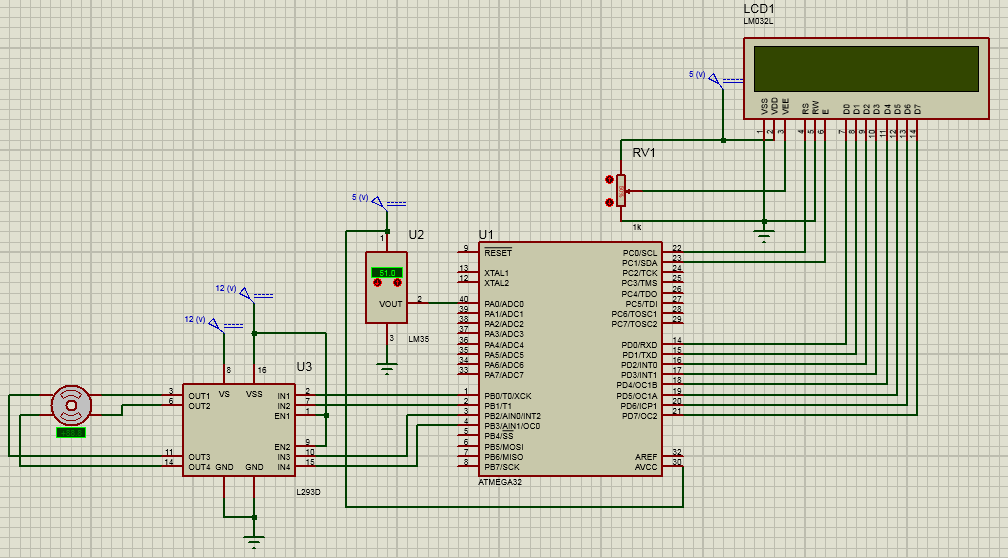 LCD1
LM032L
5 (V)
VSS VDD VEE RS RW E D0 D1 D2 D3 D4 D5 D6 D7
1 2 3 4 5 6 7 8 9 10 11 12 13 14
RV1
1k
5 (V)
U2
1
51.0
VOUT 2
3
LM35
U1
9 RESET
13 XTAL1
12 XTAL2
40 PA0/ADC0
39 PA1/ADC1
38 PA2/ADC2
37 PA3/ADC3
36 PA4/ADC4
35 PA5/ADC5
34 PA6/ADC6
33 PA7/ADC7
1 PB0/T0/XCK
2 PB1/T1
3 PB2/AIN0/INT2
4 PB3/AIN1/OC0
5 PB4/SS
6 PB5/MOSI
7 PB6/MISO
8 PB7/SCK
PC0/SCL 22
PC1/SDA 23
PC2/TCK 24
PC3/TMS 25
PC4/TDO 26
PC5/TDI 27
PC6/TOSC1 28
PC7/TOSC2 29
PD0/RXD 14
PD1/TXD 15
PD2/INT0 16
PD3/INT1 17
PD4/OC1B 18
PD5/OC1A 19
PD6/ICP1 20
PD7/OC2 21
AREF 32
AVCC 30
ATMEGA32
12 (V)
12 (V)
U3
8 16
VS VSS
3 OUT1
6 OUT2
11 OUT3
14 OUT4
IN1 2
IN2 7
EN1 1
EN2 9
IN3 10
IN4 15
GND GND
L293D